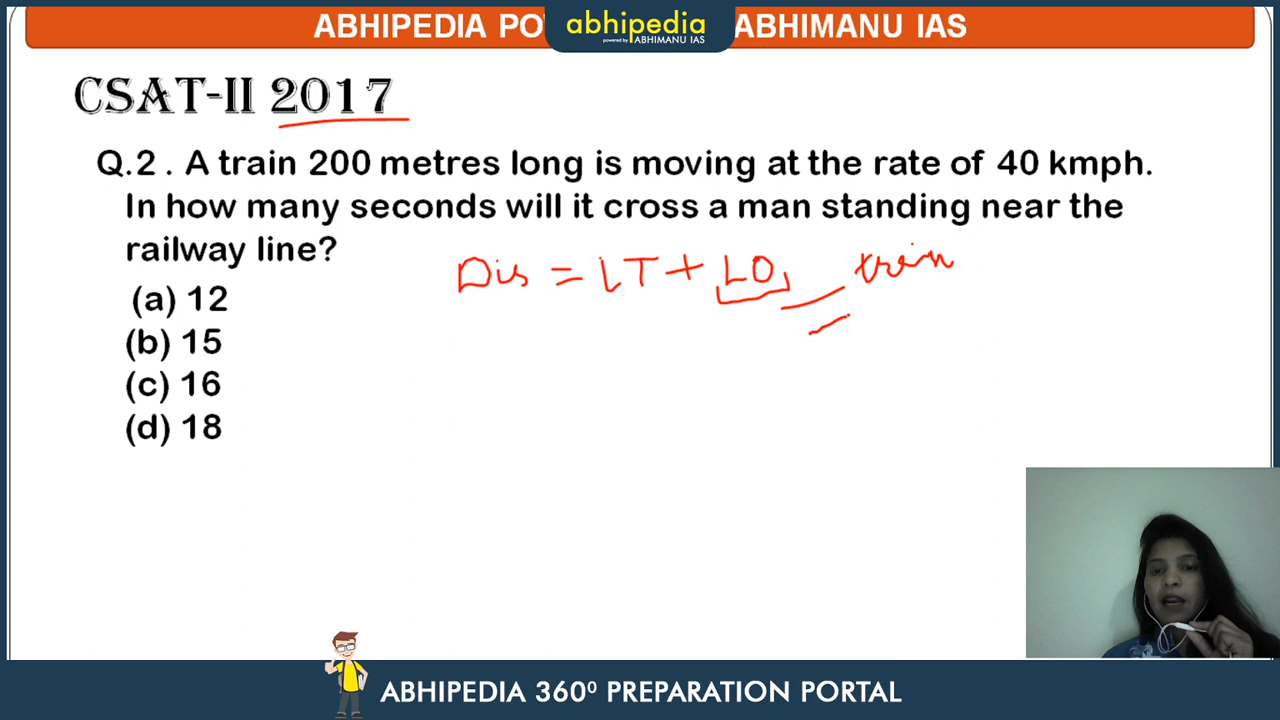 ABHIPEDIA PO
abhipedia
powered by ABHIMANU IAS
ABHIMANU IAS
CSAT-II 2017
Q.2 . A train 200 metres long is moving at the rate of 40 kmph.
In how many seconds will it cross a man standing near the
railway line?
Dis = LT + LO, train
(a) 12
(b) 15
(c) 16
(d) 18
ABHIPEDIA 360⁰ PREPARATION PORTAL